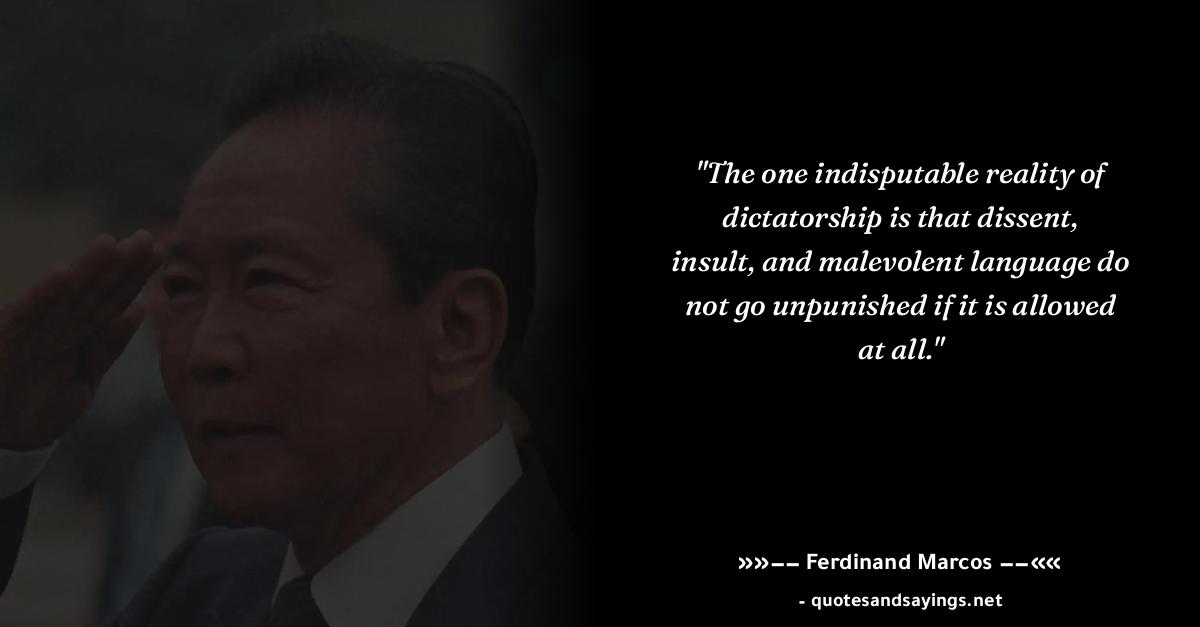 "The one indisputable reality of
dictatorship is that dissent,
insult, and malevolent language do
not go unpunished if it is allowed
at all."
»»–– Ferdinand Marcos ––««
- quotesandsayings.net